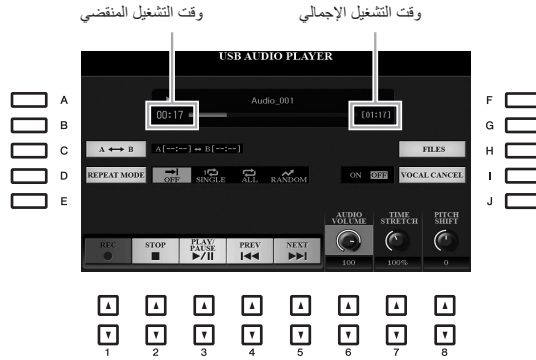 وقت التشغيل الإجمالي وقت التشغيل المنقضي
USB AUDIO PLAYER
Audio_001
00:17 [01:17]
A F
B G
C A ↔ B A[--:--] ↔ B[--:--] FILES H
D REPEAT MODE OFF SINGLE ALL RANDOM ON OFF VOCAL CANCEL I
E J
AUDIO VOLUME TIME STRETCH PITCH SHIFT
REC STOP PLAY/PAUSE PREV NEXT
100 100% 0
1 2 3 4 5 6 7 8